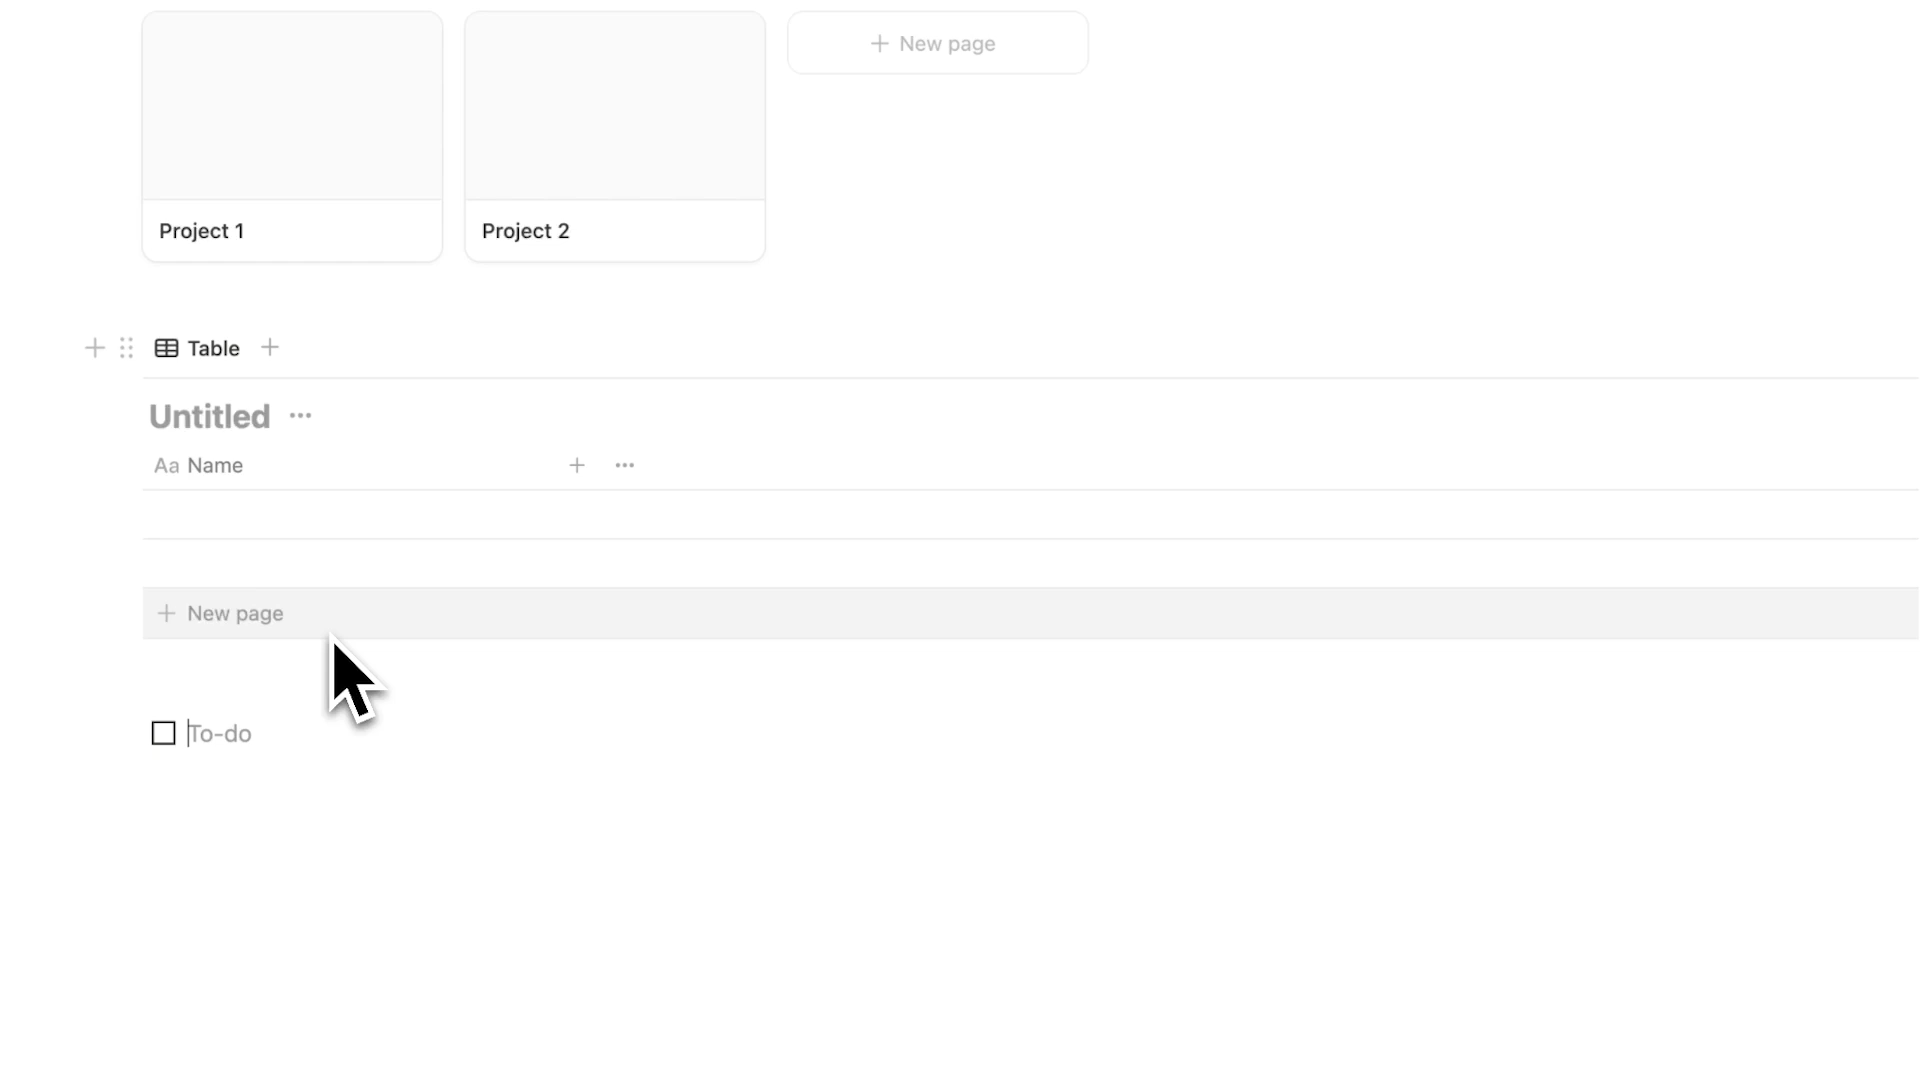 + New page
Project 1
Project 2
Table
Untitled
Aa Name
+ New page
To-do